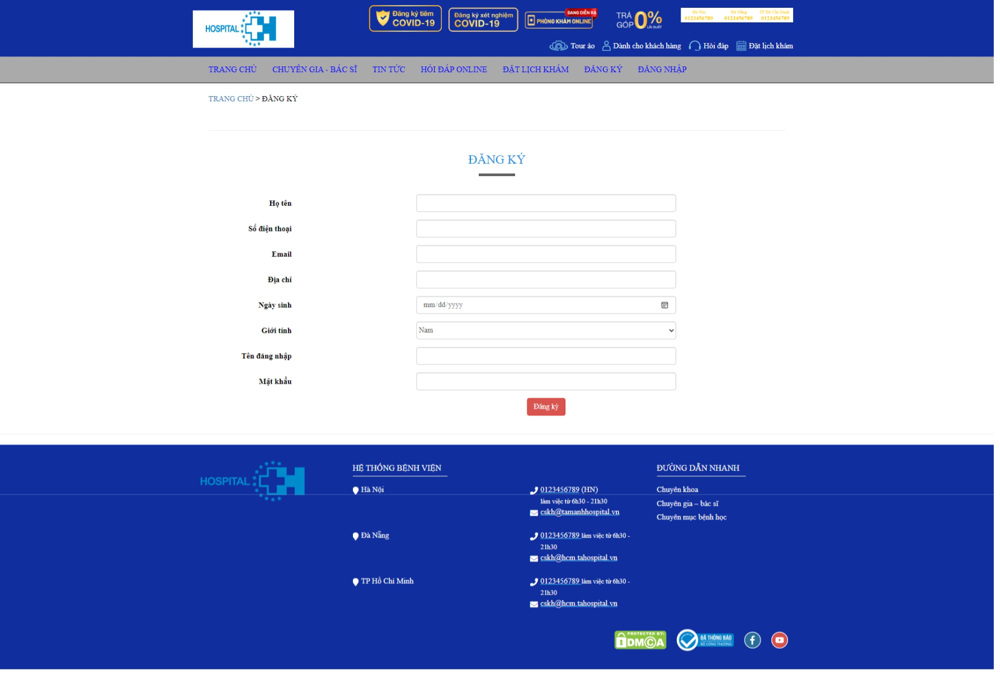 HOSPITAL
Đăng ký tiêm
COVID-19
Đăng ký xét nghiệm
COVID-19
ĐANG DIỄN RA
PHÒNG KHÁM ONLINE
TRẢ GÓP 0% LÃI SUẤT
Hà Nội Đà Nẵng TP Hồ Chí Minh
0123456789 0123456789 0123456789
Tour ảo Dành cho khách hàng Hỏi đáp Đặt lịch khám
TRANG CHỦ CHUYÊN GIA - BÁC SĨ TIN TỨC HỎI ĐÁP ONLINE ĐẶT LỊCH KHÁM ĐĂNG KÝ ĐĂNG NHẬP
TRANG CHỦ > ĐĂNG KÝ
ĐĂNG KÝ
Họ tên
Số điện thoại
Email
Địa chỉ
Ngày sinh mm/dd/yyyy
Giới tính Nam
Tên đăng nhập
Mật khẩu
Đăng ký
HOSPITAL
HỆ THỐNG BỆNH VIỆN
Hà Nội
0123456789 (HN)
làm việc từ 6h30 - 21h30
cskh@tamanhhospital.vn
Đà Nẵng
0123456789 làm việc từ 6h30 -
21h30
cskh@hcm.tahospital.vn
TP Hồ Chí Minh
0123456789 làm việc từ 6h30 -
21h30
cskh@hcm.tahospital.vn
ĐƯỜNG DẪN NHANH
Chuyên khoa
Chuyên gia – bác sĩ
Chuyên mục bệnh học
PROTECTED BY:
DMCA
ĐÃ THÔNG BÁO
BỘ CÔNG THƯƠNG